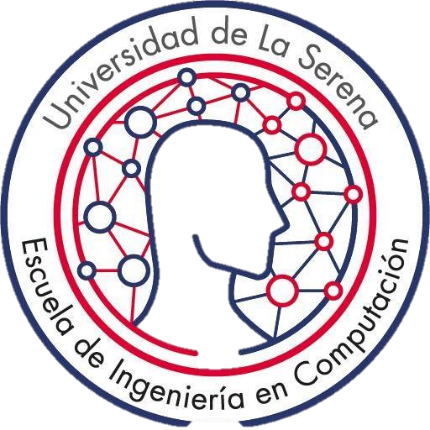 Universidad de La Serena
Escuela de Ingeniería en Computación